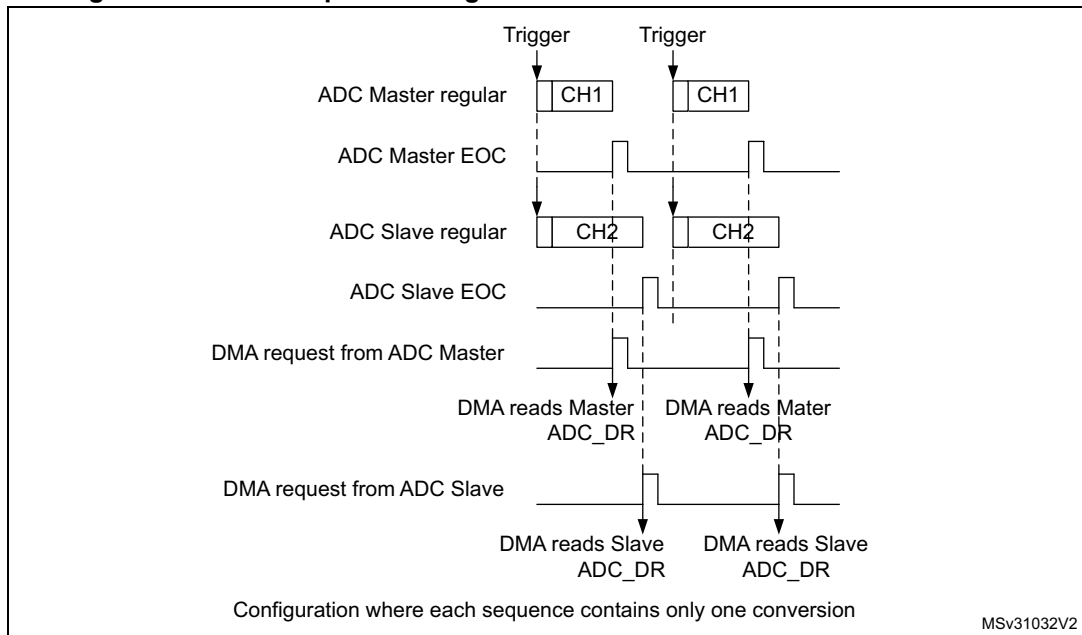 Trigger Trigger
ADC Master regular CH1 CH1
ADC Master EOC
ADC Slave regular CH2 CH2
ADC Slave EOC
DMA request from ADC Master
DMA reads Master DMA reads Mater
ADC_DR ADC_DR
DMA request from ADC Slave
DMA reads Slave DMA reads Slave
ADC_DR ADC_DR
Configuration where each sequence contains only one conversion
MSv31032V2